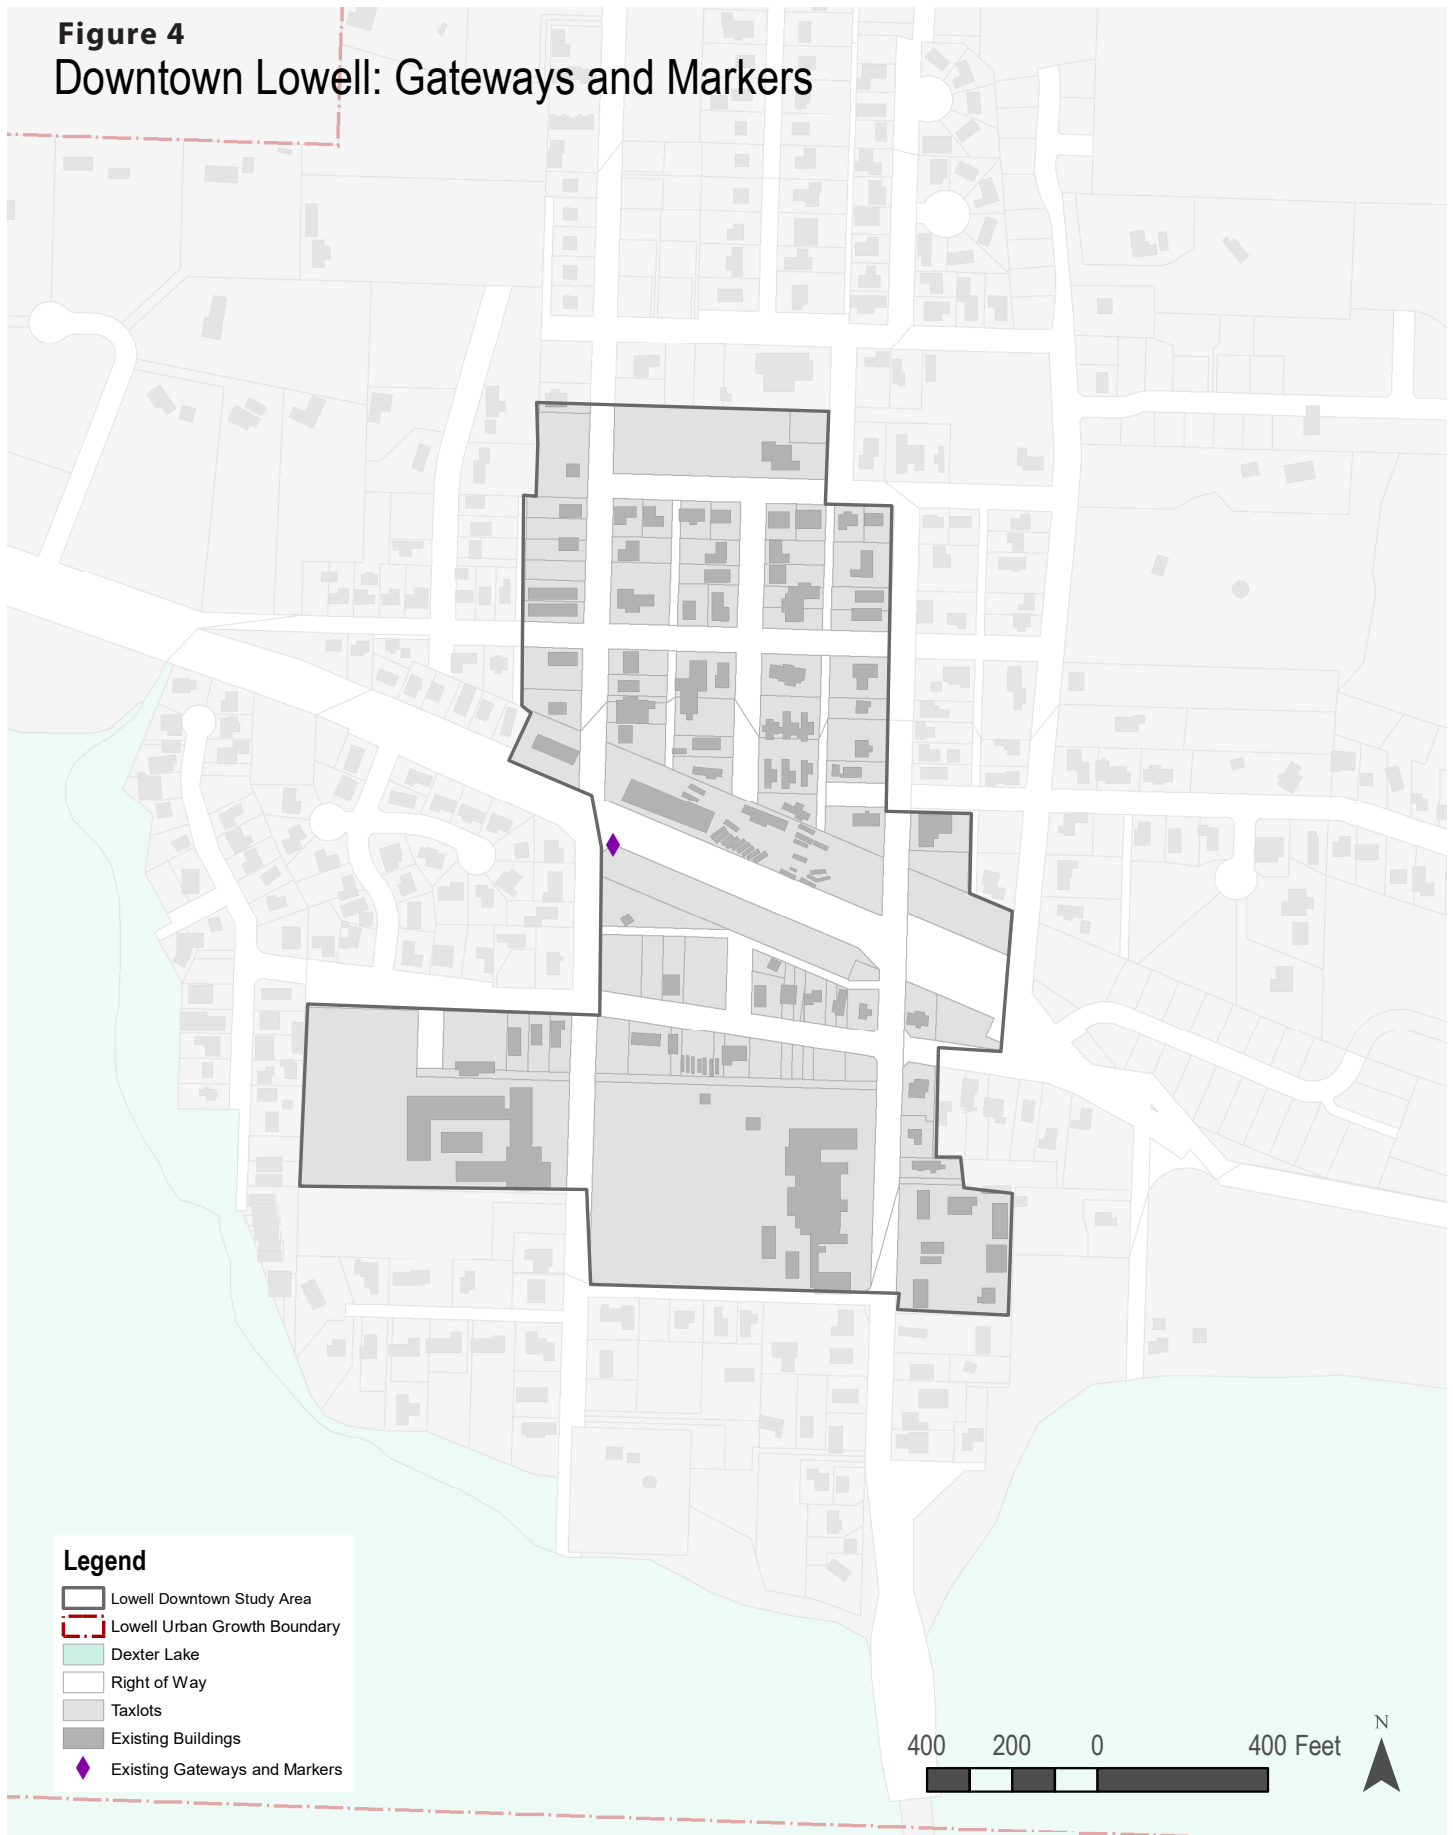 Figure 4
Downtown Lowell: Gateways and Markers
Legend
Lowell Downtown Study Area
Lowell Urban Growth Boundary
Dexter Lake
Right of Way
Taxlots
Existing Buildings
Existing Gateways and Markers
400 200 0 400 Feet
N